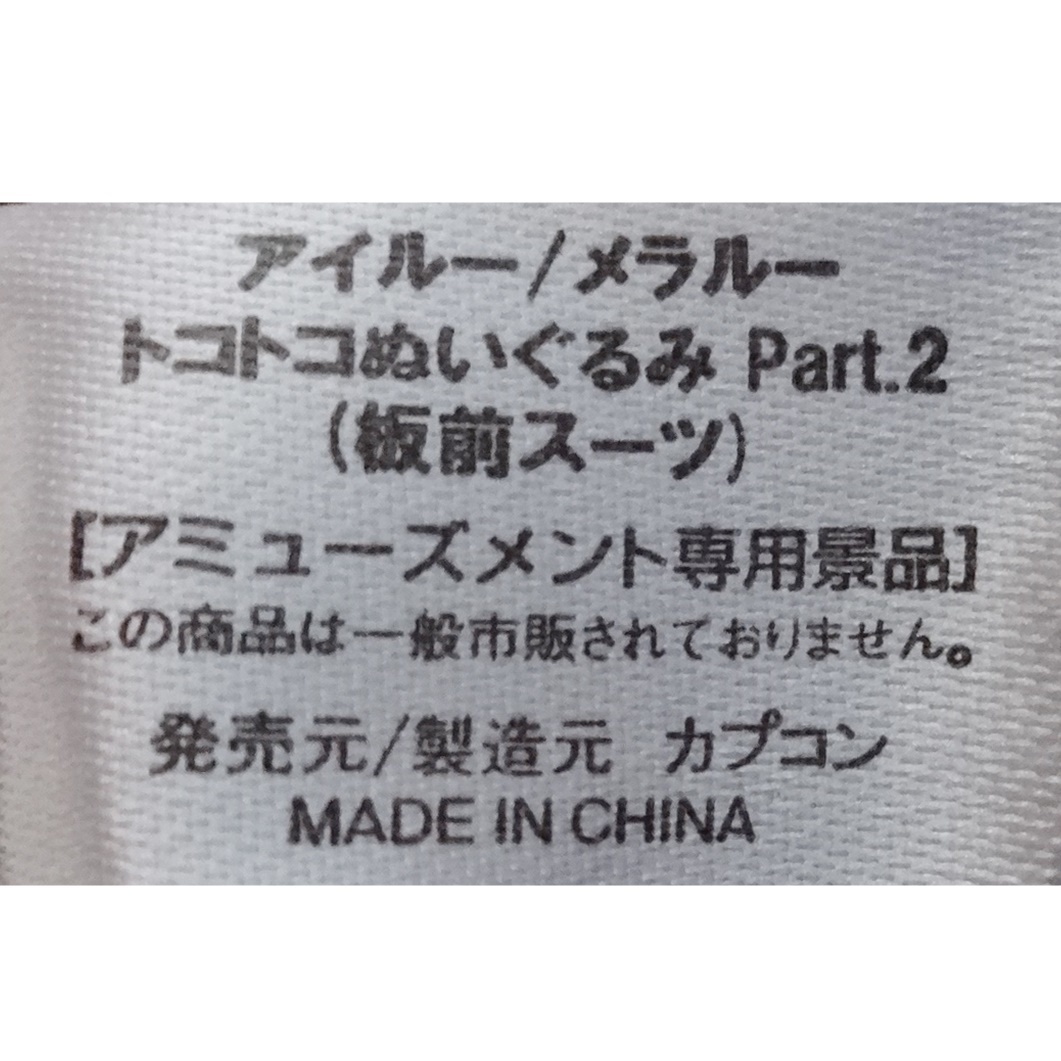 アイルー/メラルー
トコトコぬいぐるみ Part.2
(板前スーツ)
[アミューズメント専用景品]
この商品は一般市販されておりません。
発売元/製造元 カプコン
MADE IN CHINA